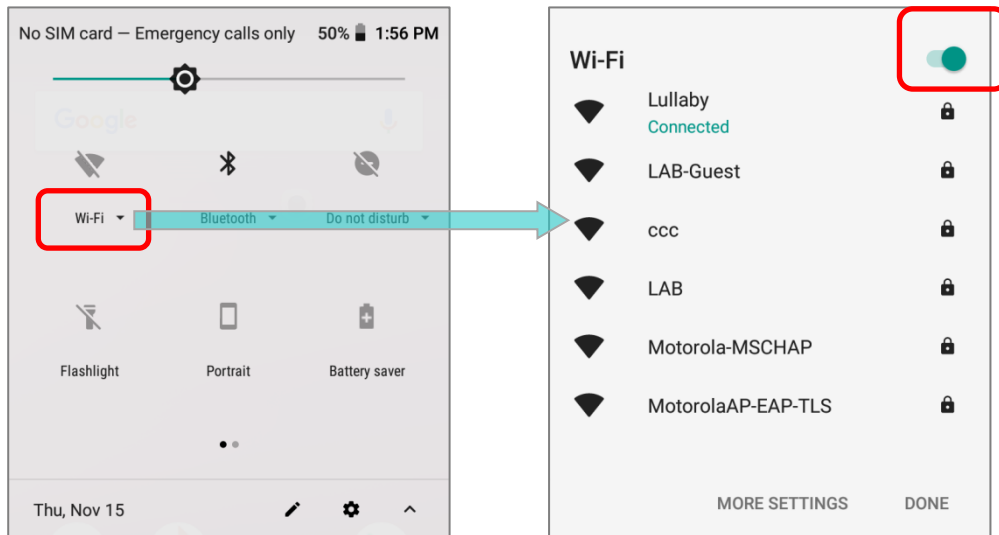 No SIM card — Emergency calls only 50% 1:56 PM
Google
Wi-Fi Bluetooth Do not disturb
Flashlight Portrait Battery saver
Thu, Nov 15
Wi-Fi
Lullaby
Connected
LAB-Guest
ccc
LAB
Motorola-MSCHAP
MotorolaAP-EAP-TLS
MORE SETTINGS DONE